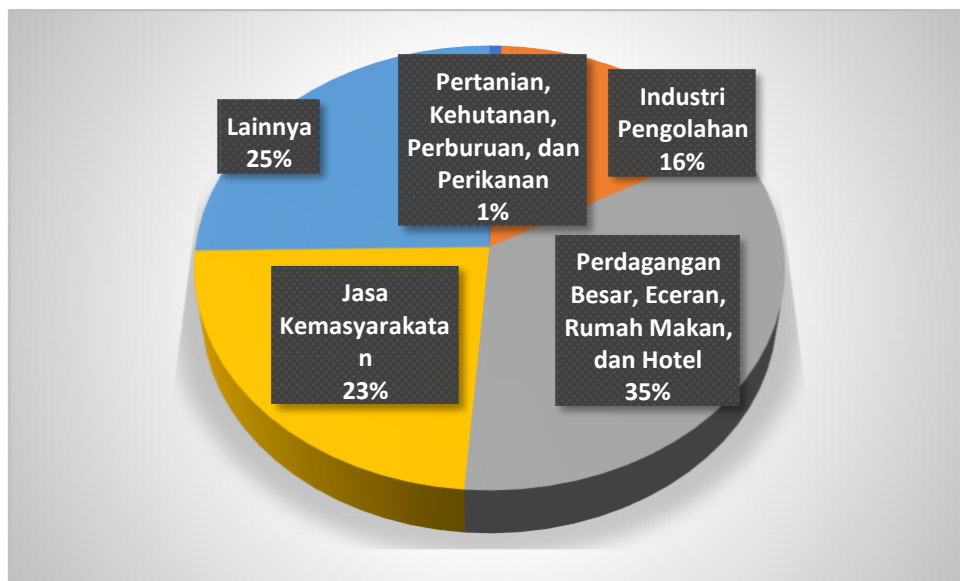 Pertanian,
Kehutanan,
Perburuan, dan
Perikanan
1%
Industri
Pengolahan
16%
Perdagangan
Besar, Eceran,
Rumah Makan,
dan Hotel
35%
Jasa
Kemasyarakata
n
23%
Lainnya
25%